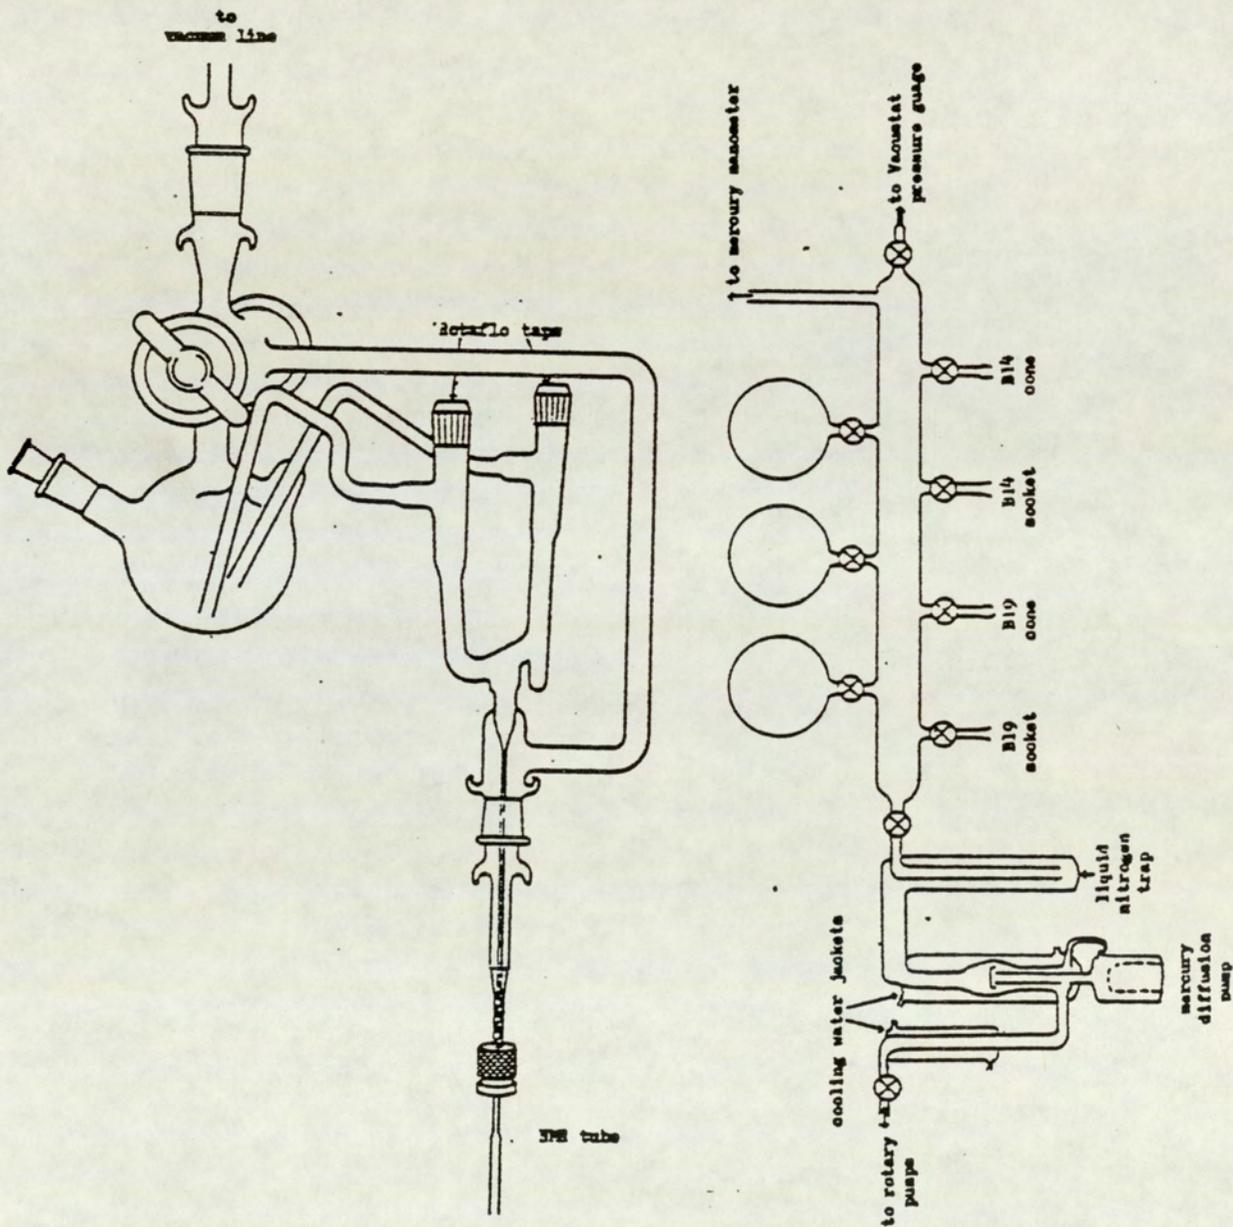 to
vacuum line
Rotaflo taps
NMR tube
to mercury manometer
to Vacustat
pressure guage
B14
cone
B14
socket
B19
cone
B19
socket
liquid
nitrogen
trap
cooling water jackets
mercury
diffusion
pump
to rotary
pumps